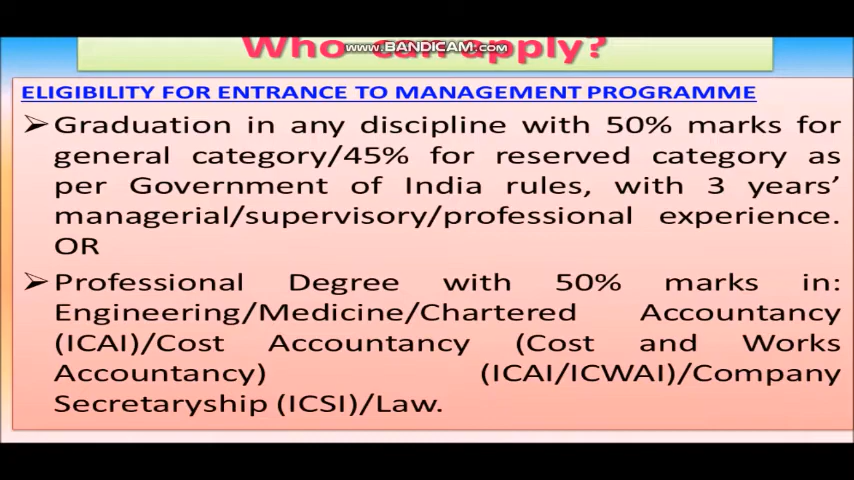 Who can apply?
www.BANDICAM.com
ELIGIBILITY FOR ENTRANCE TO MANAGEMENT PROGRAMME
➢Graduation in any discipline with 50% marks for
general category/45% for reserved category as
per Government of India rules, with 3 years’
managerial/supervisory/professional experience.
OR
➢Professional Degree with 50% marks in:
Engineering/Medicine/Chartered Accountancy
(ICAI)/Cost Accountancy (Cost and Works
Accountancy) (ICAI/ICWAI)/Company
Secretaryship (ICSI)/Law.